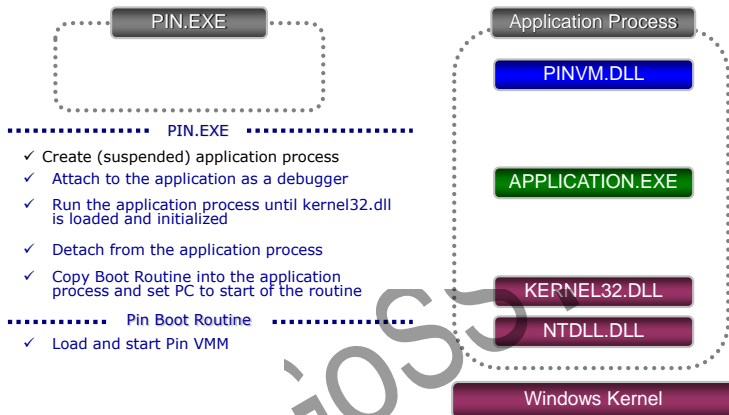 PIN.EXE
Application Process
PINVM.DLL
APPLICATION.EXE
KERNEL32.DLL
NTDLL.DLL
Windows Kernel
PIN.EXE
✓ Create (suspended) application process
✓ Attach to the application as a debugger
✓ Run the application process until kernel32.dll
is loaded and initialized
✓ Detach from the application process
✓ Copy Boot Routine into the application
process and set PC to start of the routine
Pin Boot Routine
✓ Load and start Pin VMM